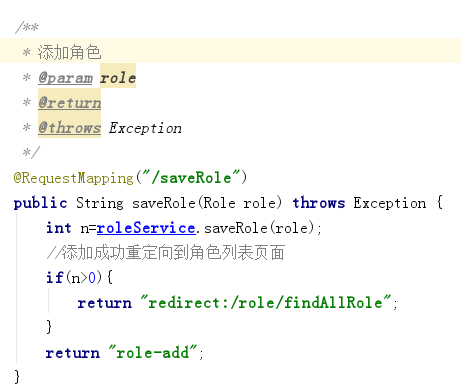 /**
 * 添加角色
 * @param role
 * @return
 * @throws Exception
 */
@RequestMapping("/saveRole")
public String saveRole(Role role) throws Exception {
    int n=roleService.saveRole(role);
    //添加成功重定向到角色列表页面
    if(n>0){
        return "redirect:/role/findAllRole";
    }
    return "role-add";
}